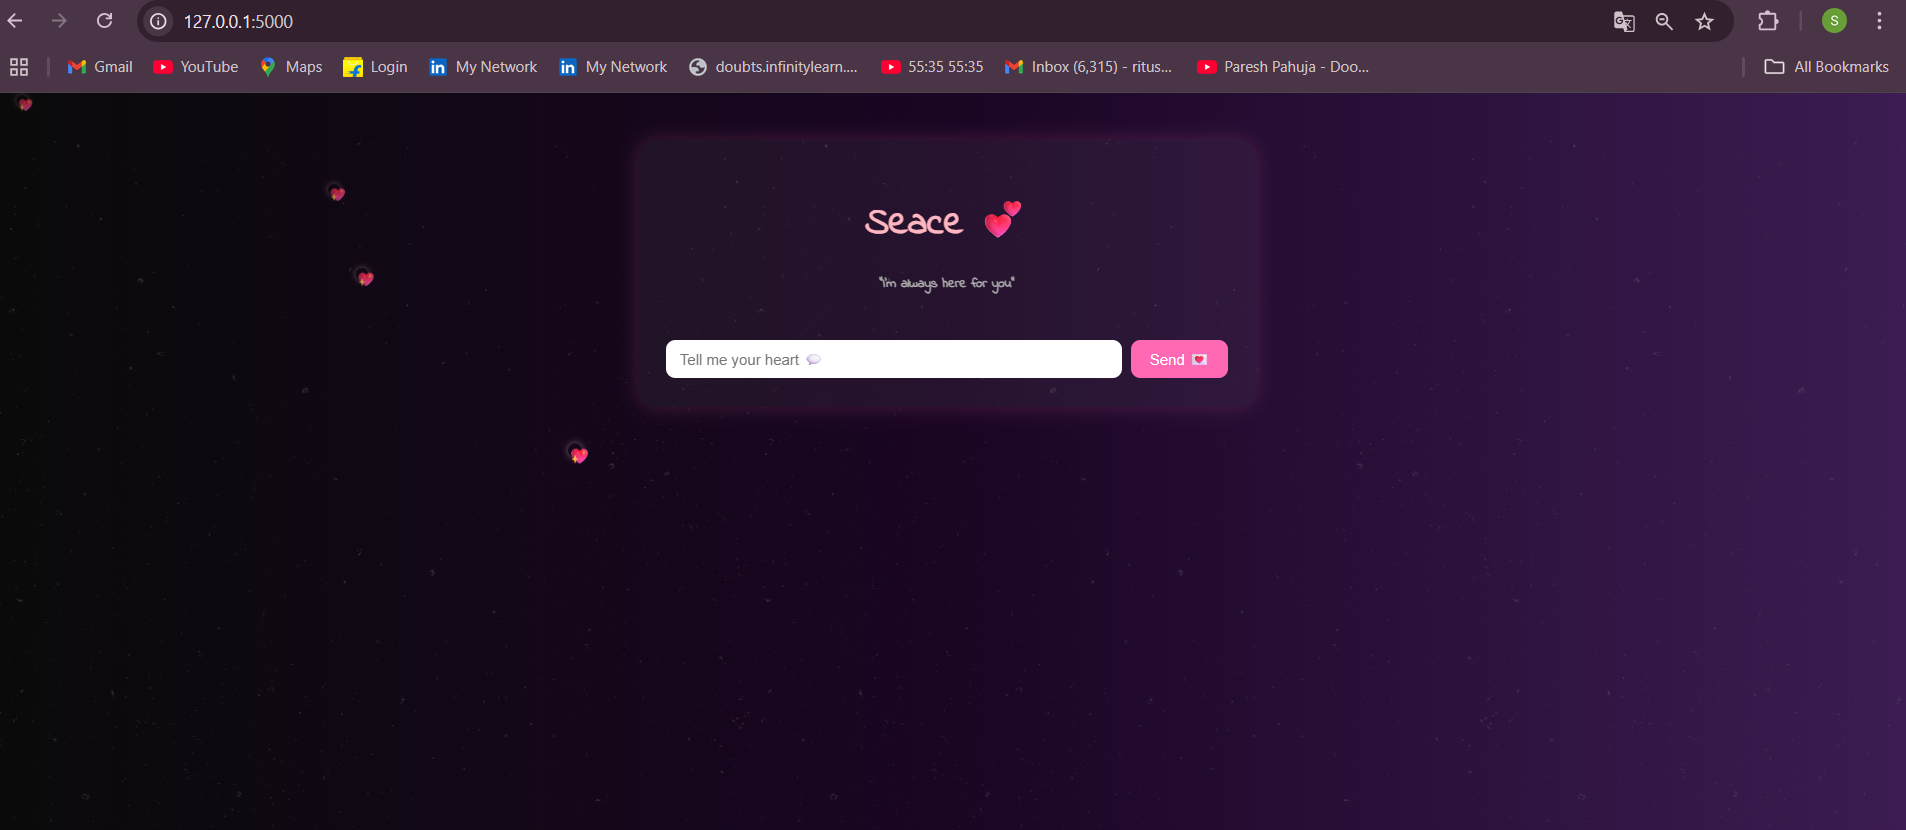 127.0.0.1:5000
S
Gmail
YouTube
Maps
Login
My Network
My Network
doubts.infinitylearn....
55:35 55:35
Inbox (6,315) - ritus...
Paresh Pahuja - Doo...
All Bookmarks
Seace 💕
"I'm always here for you"
Tell me your heart 💭
Send 💌